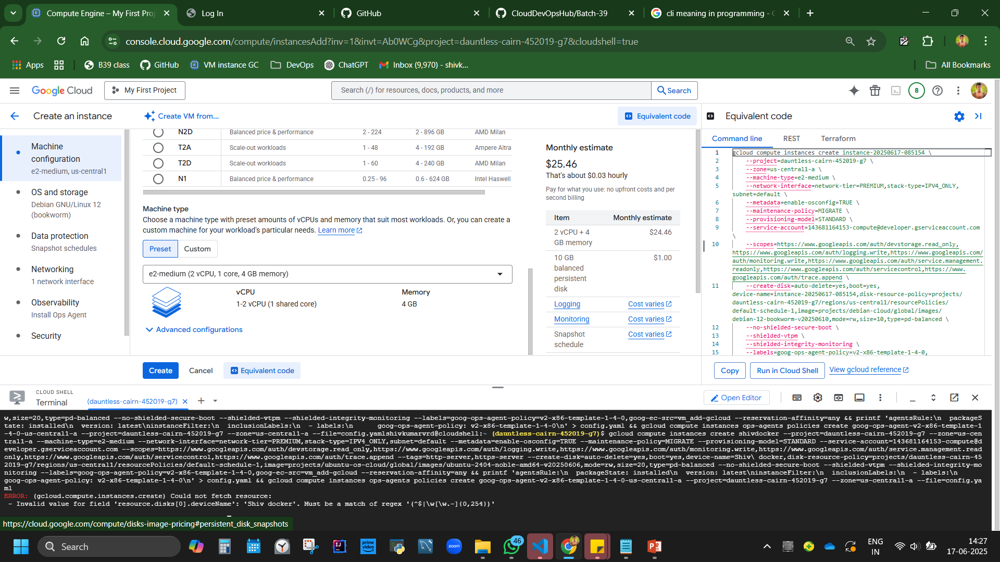 Compute Engine – My First Proj
Log In
GitHub
CloudDevOpsHub/Batch-39
cli meaning in programming - G
console.cloud.google.com/compute/instancesAdd?inv=1&invt=Ab0WCg&project=dauntless-cairn-452019-g7&cloudshell=true
Apps
B39 class
GitHub
VM instance GC
DevOps
ChatGPT
Inbox (9,970) - shivk...
All Bookmarks
Google Cloud
My First Project
Search (/) for resources, docs, products, and more
Search
8
Create an instance
Create VM from...
Equivalent code
Equivalent code
Machine configuration
e2-medium, us-central1
OS and storage
Debian GNU/Linux 12 (bookworm)
Data protection
Snapshot schedules
Networking
1 network interface
Observability
Install Ops Agent
Security
N2D Balanced price & performance 2 - 224 2 - 896 GB AMD Milan
T2A Scale-out workloads 1 - 48 4 - 192 GB Ampere Altra
T2D Scale-out workloads 1 - 60 4 - 240 GB AMD Milan
N1 Balanced price & performance 0.25 - 96 0.6 - 624 GB Intel Haswell
Machine type
Choose a machine type with preset amounts of vCPUs and memory that suit most workloads. Or, you can create a
custom machine for your workload's particular needs. Learn more
Preset
Custom
e2-medium (2 vCPU, 1 core, 4 GB memory)
vCPU
1-2 vCPU (1 shared core)
Memory
4 GB
Advanced configurations
Monthly estimate
$25.46
That's about $0.03 hourly
Pay for what you use: no upfront costs and per
second billing
Item Monthly estimate
2 vCPU + 4 GB memory $24.46
10 GB balanced persistent disk $1.00
Logging Cost varies
Monitoring Cost varies
Snapshot schedule Cost varies
Create
Cancel
Equivalent code
Command line
REST
Terraform
1 gcloud compute instances create instance-20250617-085154 \
2 --project=dauntless-cairn-452019-g7 \
3 --zone=us-central1-a \
4 --machine-type=e2-medium \
5 --network-interface=network-tier=PREMIUM,stack-type=IPV4_ONLY,
subnet=default \
6 --metadata=enable-osconfig=TRUE \
7 --maintenance-policy=MIGRATE \
8 --provisioning-model=STANDARD \
9 --service-account=143681164153-compute@developer.gserviceaccount.com
\
10 --scopes=https://www.googleapis.com/auth/devstorage.read_only,
https://www.googleapis.com/auth/logging.write,https://www.googleapis.com/
auth/monitoring.write,https://www.googleapis.com/auth/service.management.
readonly,https://www.googleapis.com/auth/servicecontrol,https://www.
googleapis.com/auth/trace.append \
11 --create-disk=auto-delete=yes,boot=yes,
device-name=instance-20250617-085154,disk-resource-policy=projects/
dauntless-cairn-452019-g7/regions/us-central1/resourcePolicies/
default-schedule-1,image=projects/debian-cloud/global/images/
debian-12-bookworm-v20250610,mode=rw,size=10,type=pd-balanced \
12 --no-shielded-secure-boot \
13 --shielded-vtpm \
14 --shielded-integrity-monitoring \
15 --labels=goog-ops-agent-policy=v2-x86-template-1-4-0,
Copy
Run in Cloud Shell
View gcloud reference
CLOUD SHELL
Terminal
(dauntless-cairn-452019-g7)
Open Editor
w,size=20,type=pd-balanced --no-shielded-secure-boot --shielded-vtpm --shielded-integrity-monitoring --labels=goog-ops-agent-policy=v2-x86-template-1-4-0,goog-ec-src=vm_add-gcloud --reservation-affinity=any && printf 'agentsRule:\n  packageS
tate: installed\n  version: latest\ninstanceFilter:\n  inclusionLabels:\n  - labels:\n      goog-ops-agent-policy: v2-x86-template-1-4-0\n' > config.yaml && gcloud compute instances ops-agents policies create goog-ops-agent-v2-x86-template-1
-4-0-us-central1-a --project=dauntless-cairn-452019-g7 --zone=us-central1-a --file=config.yamlshivkumarvrd@cloudshell:~ (dauntless-cairn-452019-g7)$ gcloud compute instances create shivdocker --project=dauntless-cairn-452019-g7 --zone=us-cen
tral1-a --machine-type=e2-medium --network-interface=network-tier=PREMIUM,stack-type=IPV4_ONLY,subnet=default --metadata=enable-osconfig=TRUE --maintenance-policy=MIGRATE --provisioning-model=STANDARD --service-account=143681164153-compute@d
eveloper.gserviceaccount.com --scopes=https://www.googleapis.com/auth/devstorage.read_only,https://www.googleapis.com/auth/logging.write,https://www.googleapis.com/auth/monitoring.write,https://www.googleapis.com/auth/service.management.read
only,https://www.googleapis.com/auth/servicecontrol,https://www.googleapis.com/auth/trace.append --tags=http-server,https-server --create-disk=auto-delete=yes,boot=yes,device-name=Shiv\ docker,disk-resource-policy=projects/dauntless-cairn-45
2019-g7/regions/us-central1/resourcePolicies/default-schedule-1,image=projects/ubuntu-os-cloud/global/images/ubuntu-2404-noble-amd64-v20250606,mode=rw,size=20,type=pd-balanced --no-shielded-secure-boot --shielded-vtpm --shielded-integrity-mo
nitoring --labels=goog-ops-agent-policy=v2-x86-template-1-4-0,goog-ec-src=vm_add-gcloud --reservation-affinity=any && printf 'agentsRule:\n  packageState: installed\n  version: latest\ninstanceFilter:\n  inclusionLabels:\n  - labels:\n
goog-ops-agent-policy: v2-x86-template-1-4-0\n' > config.yaml && gcloud compute instances ops-agents policies create goog-ops-agent-v2-x86-template-1-4-0-us-central1-a --project=dauntless-cairn-452019-g7 --zone=us-central1-a --file=config.ya
ml
ERROR: (gcloud.compute.instances.create) Could not fetch resource:
 - Invalid value for field 'resource.disks[0].deviceName': 'Shiv docker'. Must be a match of regex '(^$|\w[\w.-]{0,254})'
https://cloud.google.com/compute/disks-image-pricing#persistent_disk_snapshots
Search
prime video
zoom
46
ENG
IN
14:27
17-06-2025